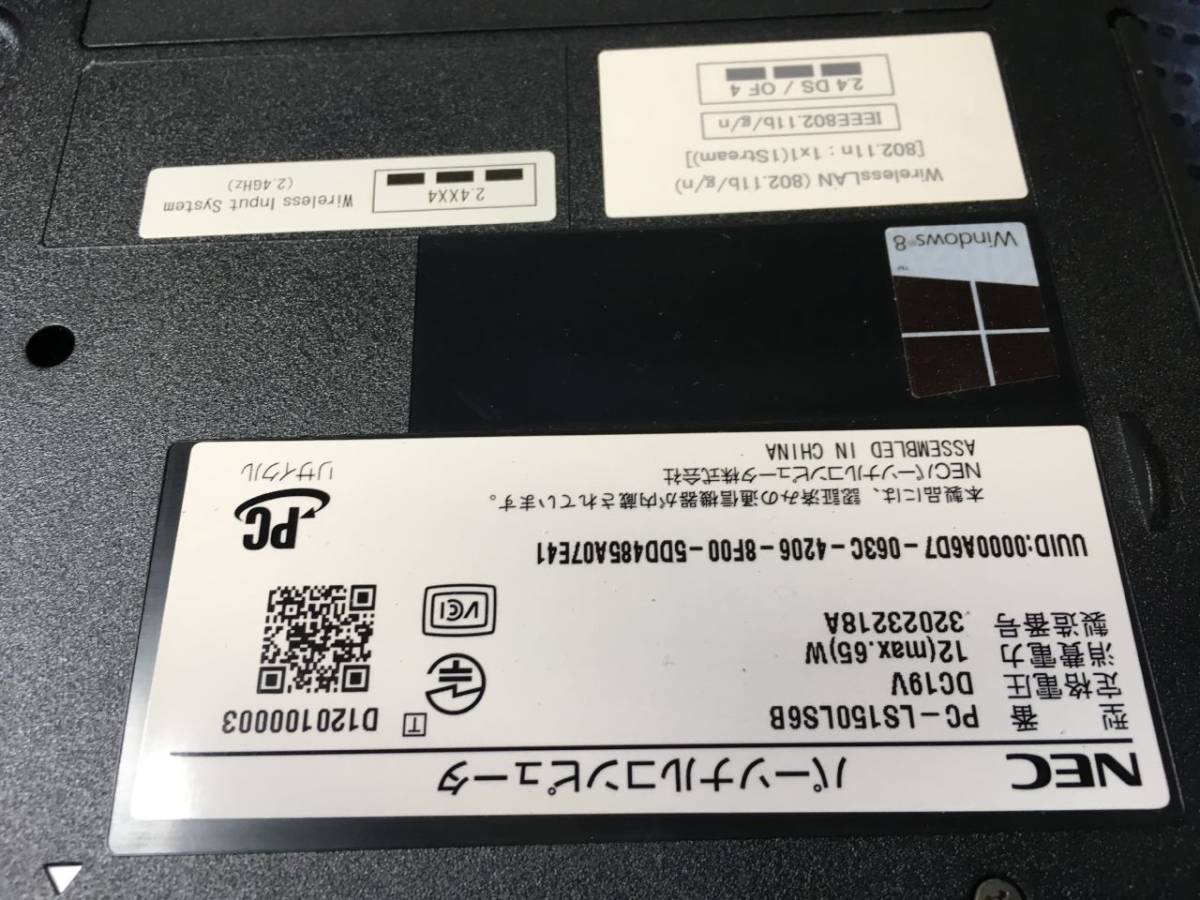 NEC パーソナルコンピュータ
型番 PC-LS150LS6B
定格電圧 DC19V
消費電力 12(max.65)W
製造番号 32023218A
T D120100003
VCI
UUID:0000A6D7-063C-4206-8F00-5DD485A07E41
本製品には、認証済みの通信機器が内蔵されています。
NECパーソナルコンピュータ株式会社
ASSEMBLED IN CHINA
PC
リサイクル
Windows®8
TM
WirelessLAN (802.11b/g/n)
[802.11n : 1x1(1Stream)]
IEEE802.11b/g/n
2.4 DS / OF 4
2.4XX4
Wireless Input System
(2.4GHz)